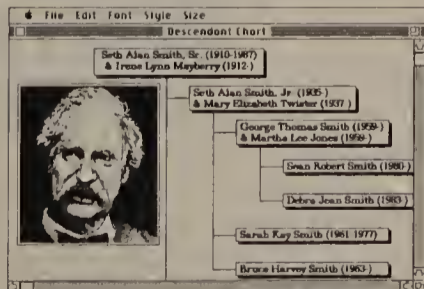 File Edit Font Style Size
Descendant Chart
Seth Alan Smith, Sr. (1910-1987)
& Irene Lynn Mayberry (1912-)
Seth Alan Smith, Jr (1935-)
& Mary Elizabeth Twister (1937-)
George Thomas Smith (1959-)
& Martha Lee Jones (1959-)
Sean Robert Smith (1980-)
Debra Jean Smith (1983-)
Sarah Kay Smith (1961-1977)
Bruce Harvey Smith (1963-)